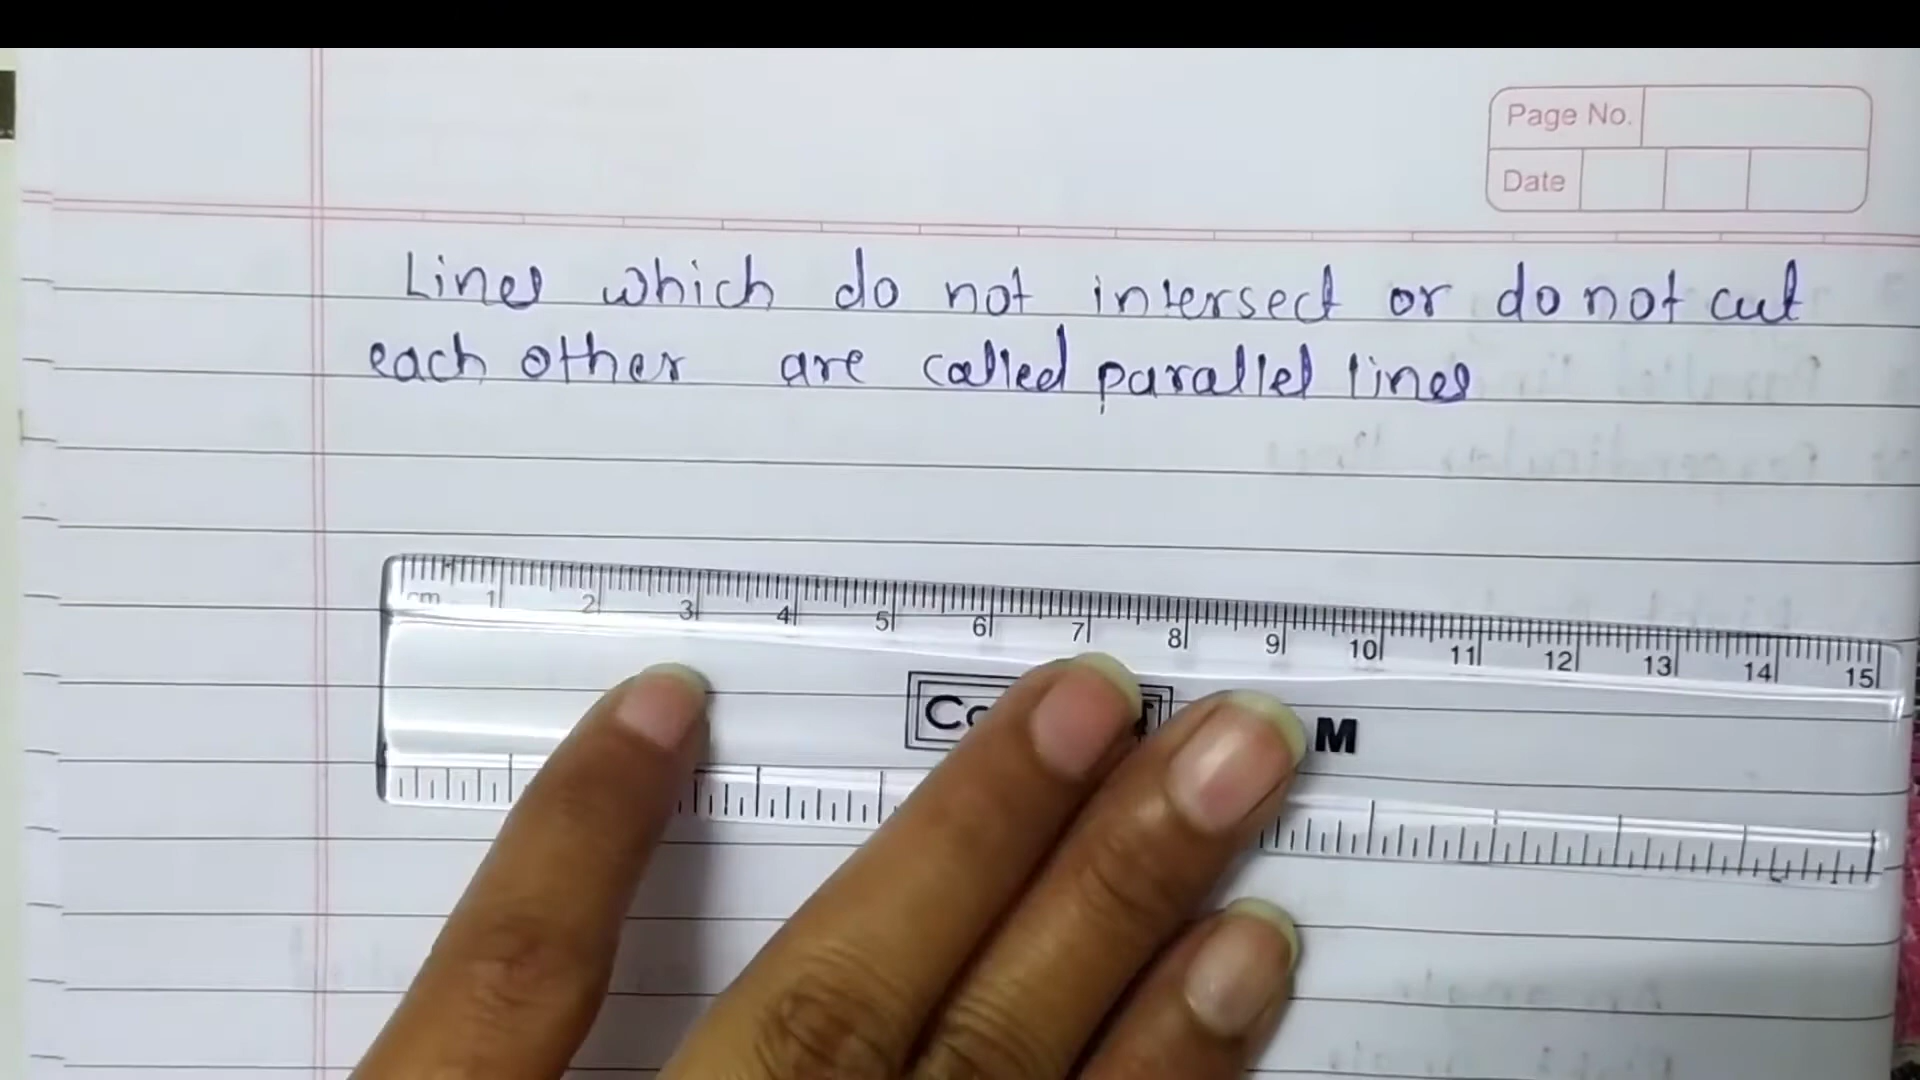 Page No.
Date
Lines which do not intersect or do not cut
each other are called parallel lines
cm 1 2 3 4 5 6 7 8 9 10 11 12 13 14 15
M